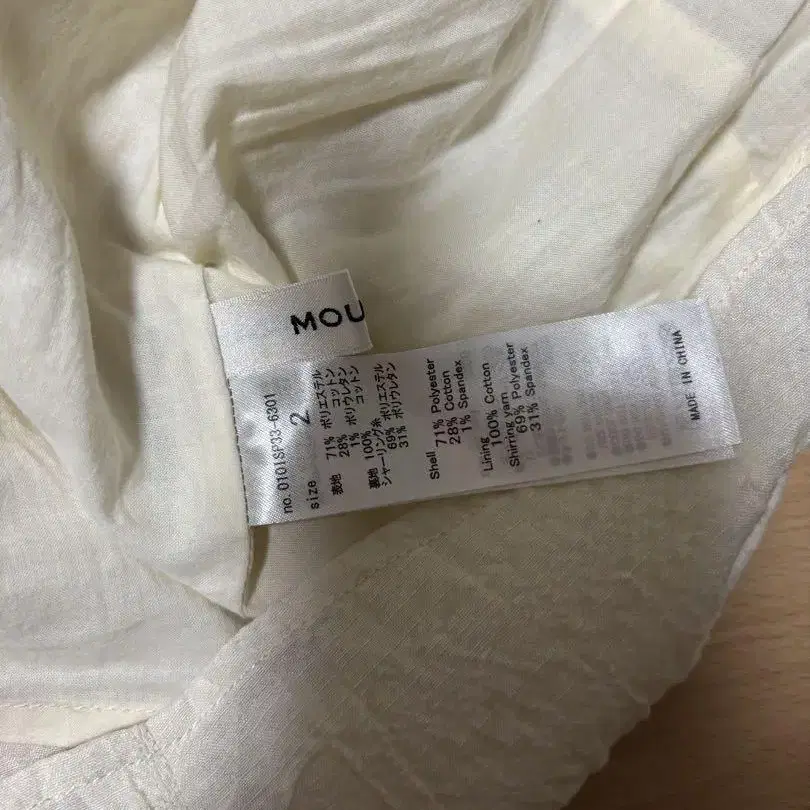 MOU
no. 0101SP33-6301
size 2
表地 71% ポリエステル
28% コットン
1% ポリウレタン
裏地 100% コットン
シャーリング糸
69% ポリエステル
31% ポリウレタン
Shell 71% Polyester
28% Cotton
1% Spandex
Lining
100% Cotton
Shirring yarn
69% Polyester
31% Spandex
MADE IN CHINA